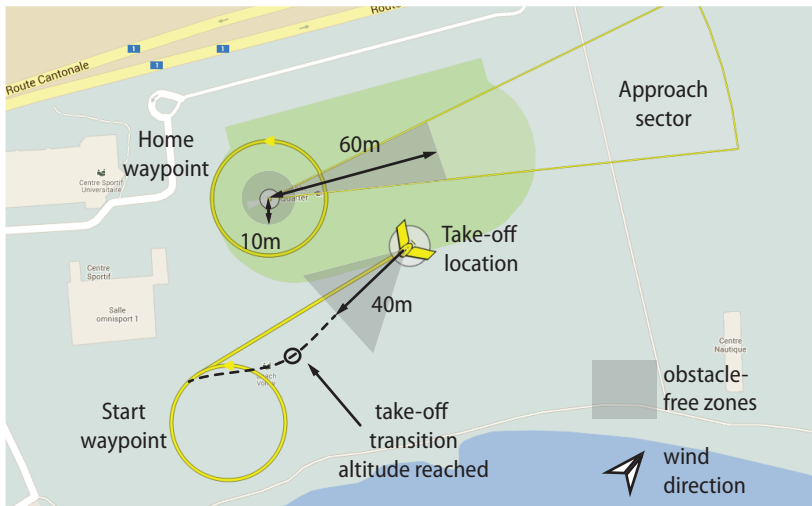 Route Cantonale
1
1
1
Route
Approach
sector
Home
waypoint
60m
Centre Sportif
Universitaire
Quartier
10m
Take-off
location
40m
Centre
Sportif
Salle
omnisport 1
Centre
Nautique
obstacle-
free zones
Start
waypoint
take-off
transition
altitude reached
wind
direction